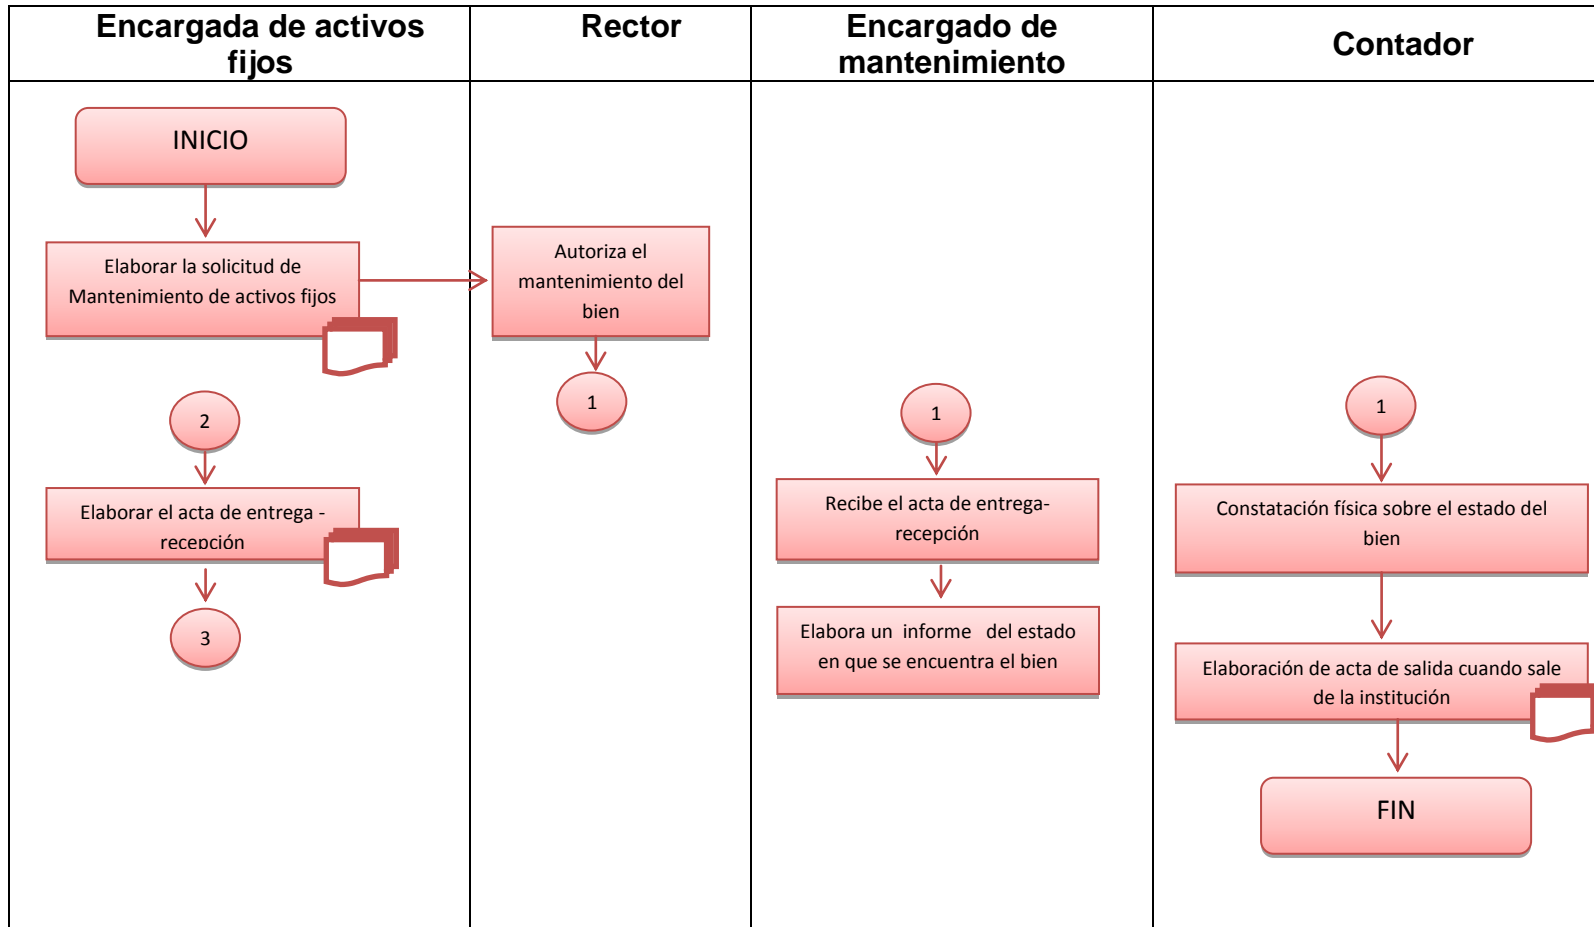 Encargada de activos
fijos
Rector
Encargado de
mantenimiento
Contador
INICIO
Elaborar la solicitud de
Mantenimiento de activos fijos
Autoriza el
mantenimiento del
bien
1
2
1
1
Elaborar el acta de entrega -
recepción
Recibe el acta de entrega-
recepción
Constatación física sobre el estado del
bien
3
Elabora un informe del estado
en que se encuentra el bien
Elaboración de acta de salida cuando sale
de la institución
FIN